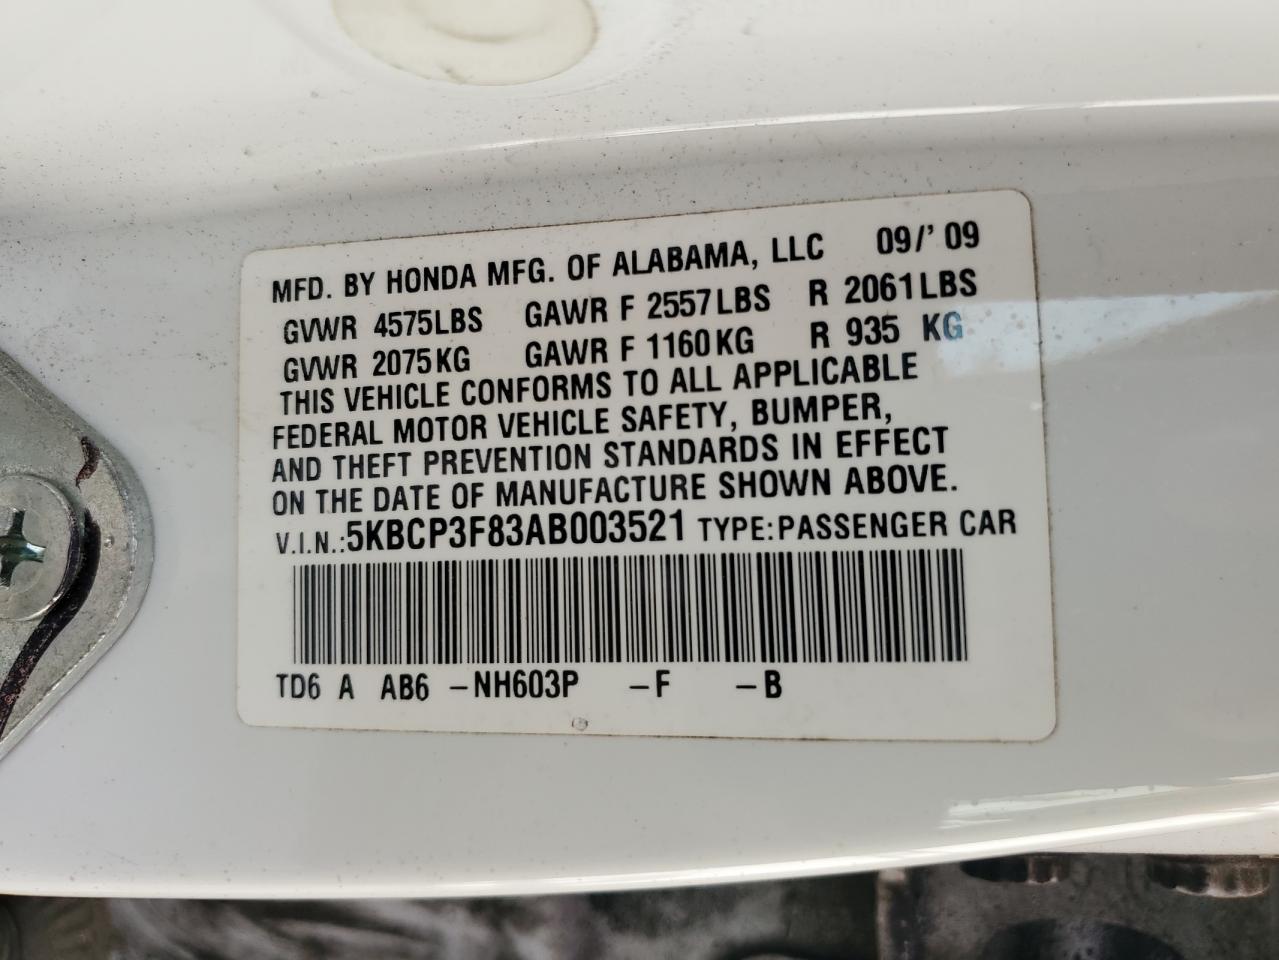 MFD. BY HONDA MFG. OF ALABAMA, LLC 09/'09
GVWR 4575LBS GAWR F 2557LBS R 2061LBS
GVWR 2075KG GAWR F 1160KG R 935 KG
THIS VEHICLE CONFORMS TO ALL APPLICABLE
FEDERAL MOTOR VEHICLE SAFETY, BUMPER,
AND THEFT PREVENTION STANDARDS IN EFFECT
ON THE DATE OF MANUFACTURE SHOWN ABOVE.
V.I.N.:5KBCP3F83AB003521 TYPE:PASSENGER CAR
TD6 A AB6 -NH603P -F -B